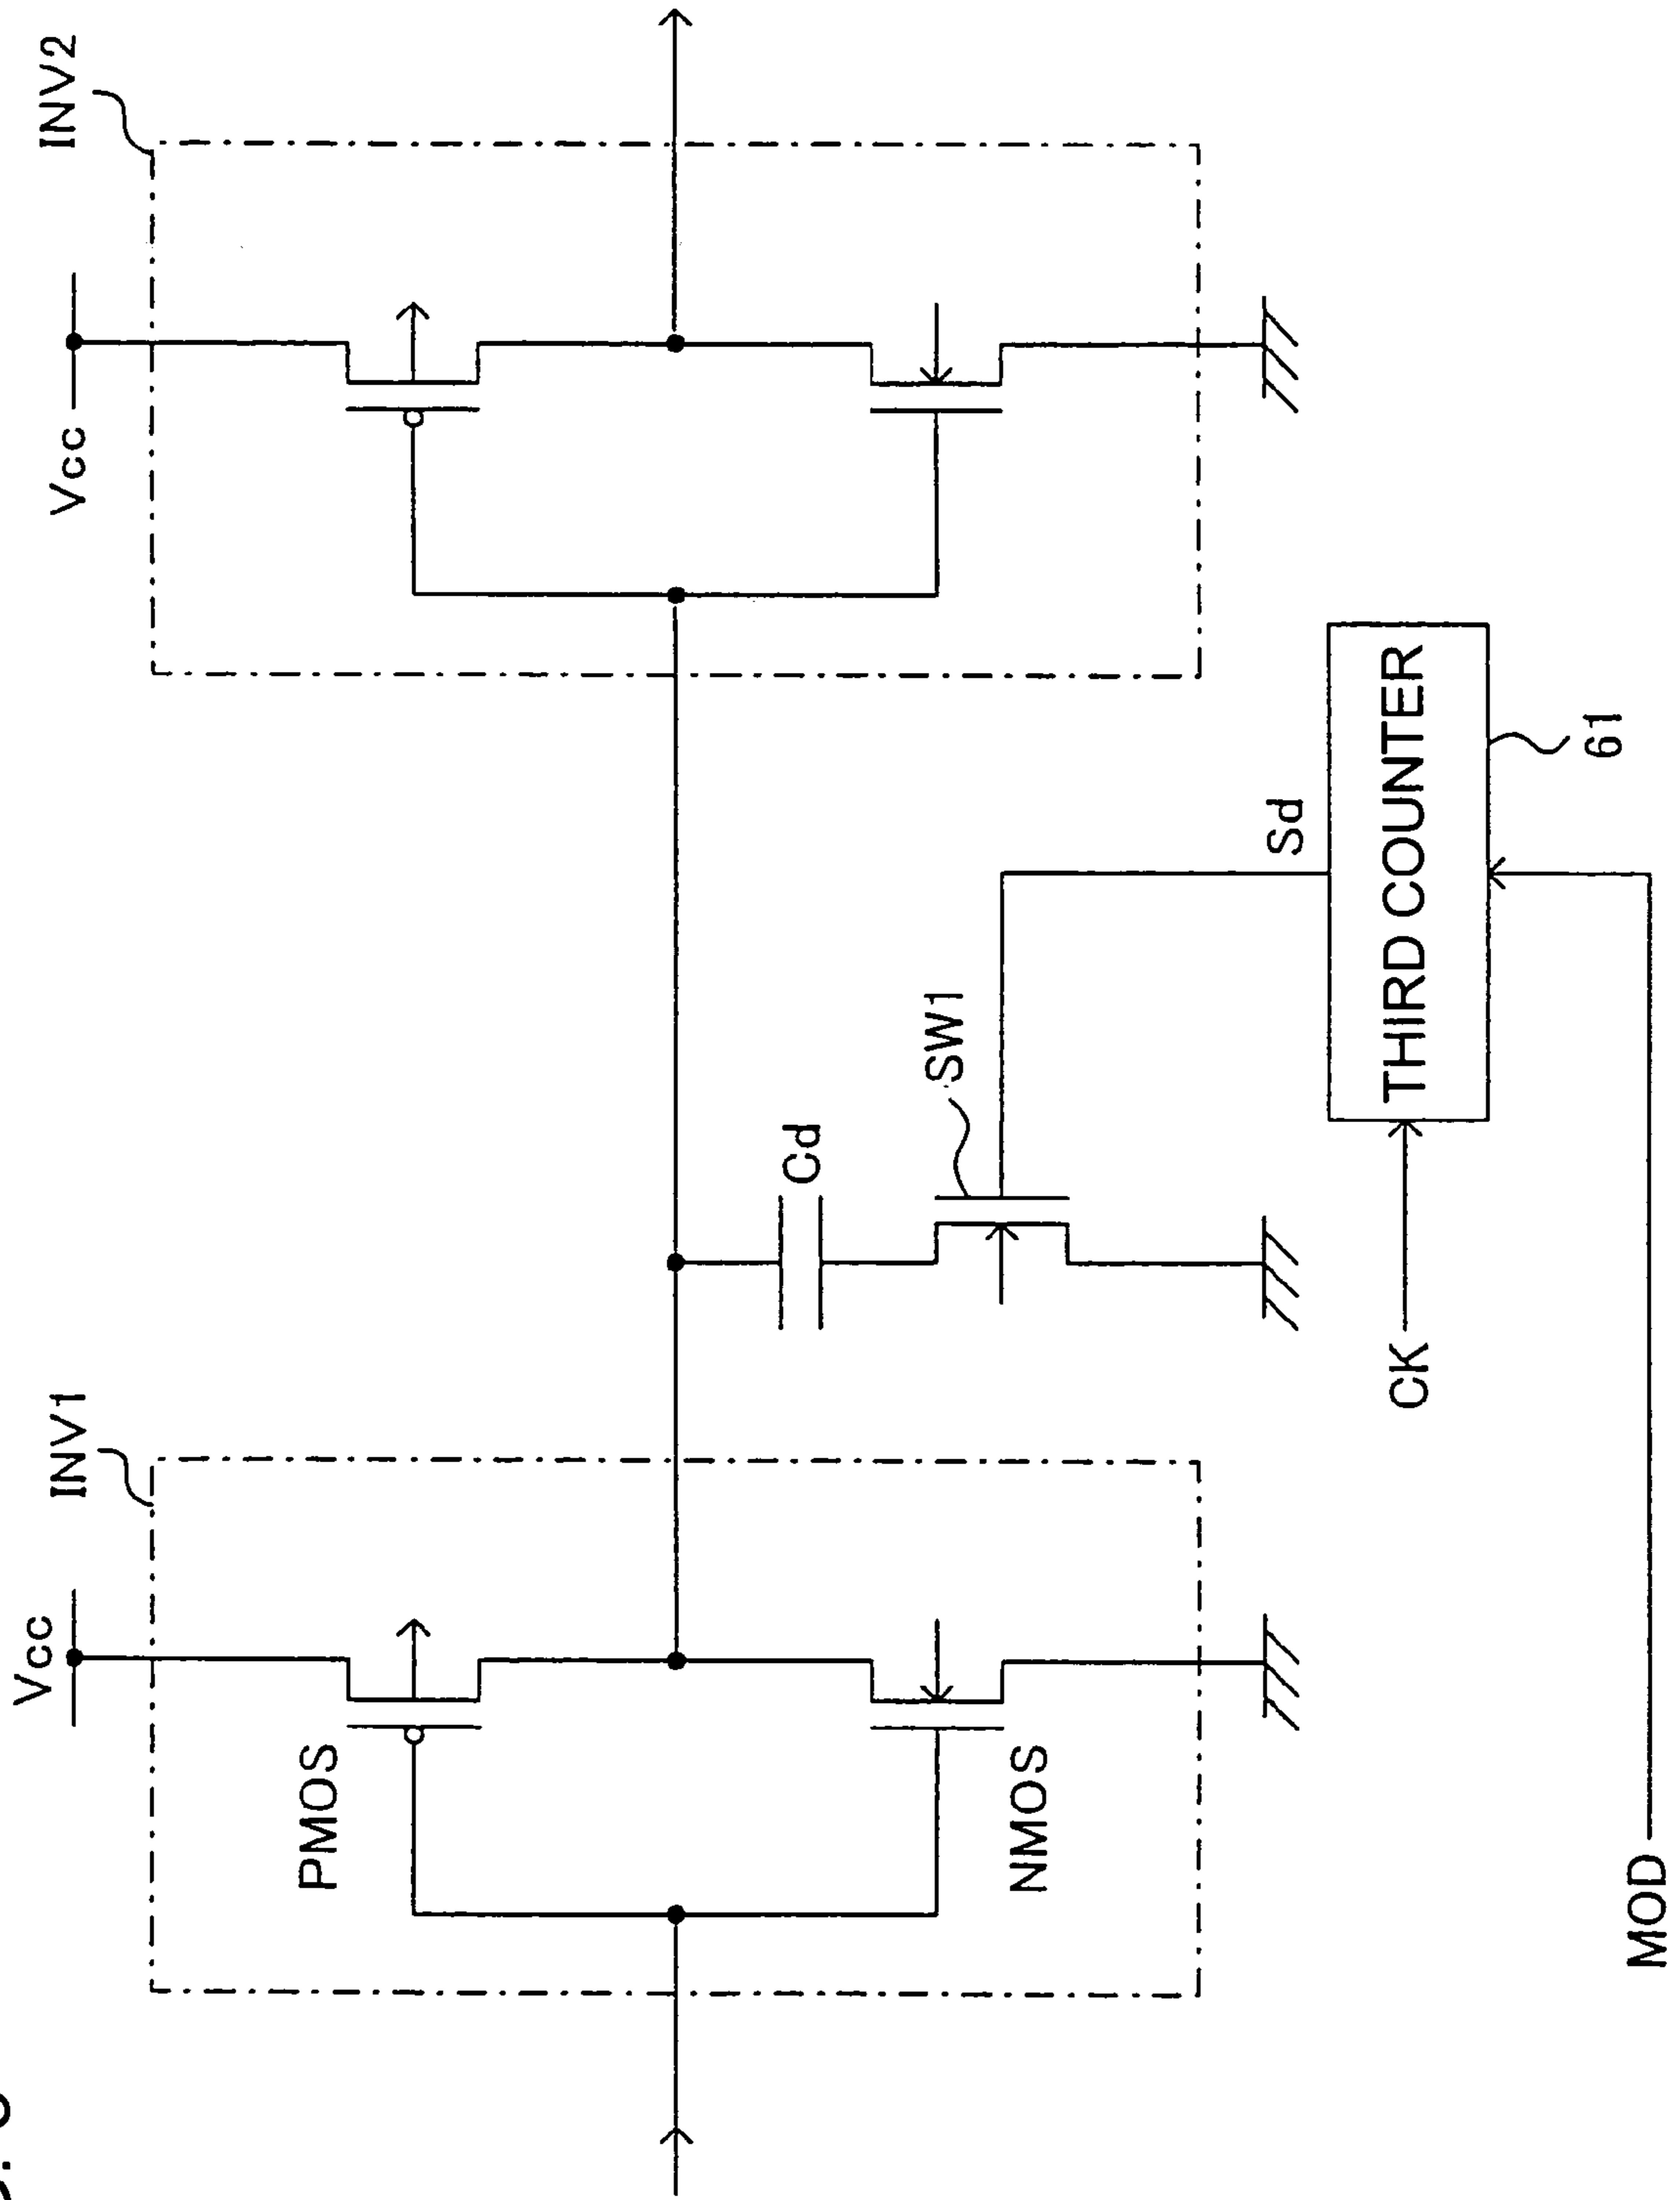 Vcc
INV1
Vcc
INV2
PMOS
NMOS
Cd
SW1
Sd
CK
THIRD COUNTER
61
MOD